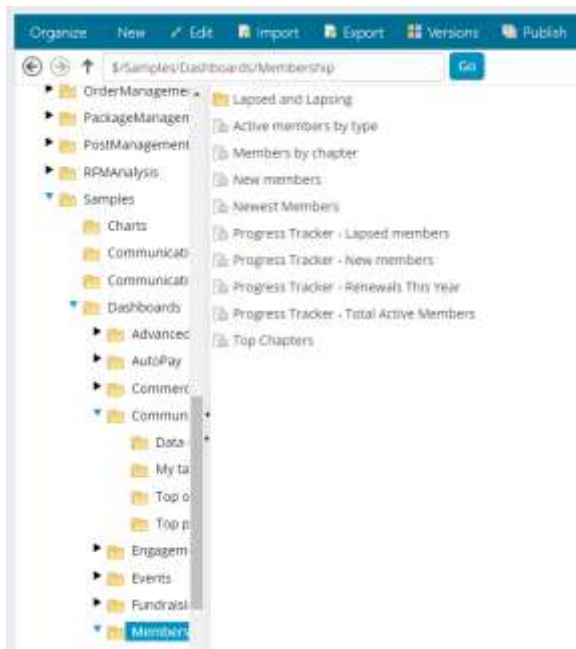 Organize New Edit Import Export Versions Publish
$/Samples/Dashboards/Membership Go
OrderManageme
PackageManagen
PostManagement
RFMAnalysis
Samples
Charts
Communicati
Communicati
Dashboards
Advanced
AutoPay
Commerc
Commun
Data
My ta
Top o
Top p
Engagem
Events
Fundraisi
Members
Lapsed and Lapsing
Active members by type
Members by chapter
New members
Newest Members
Progress Tracker - Lapsed members
Progress Tracker - New members
Progress Tracker - Renewals This Year
Progress Tracker - Total Active Members
Top Chapters